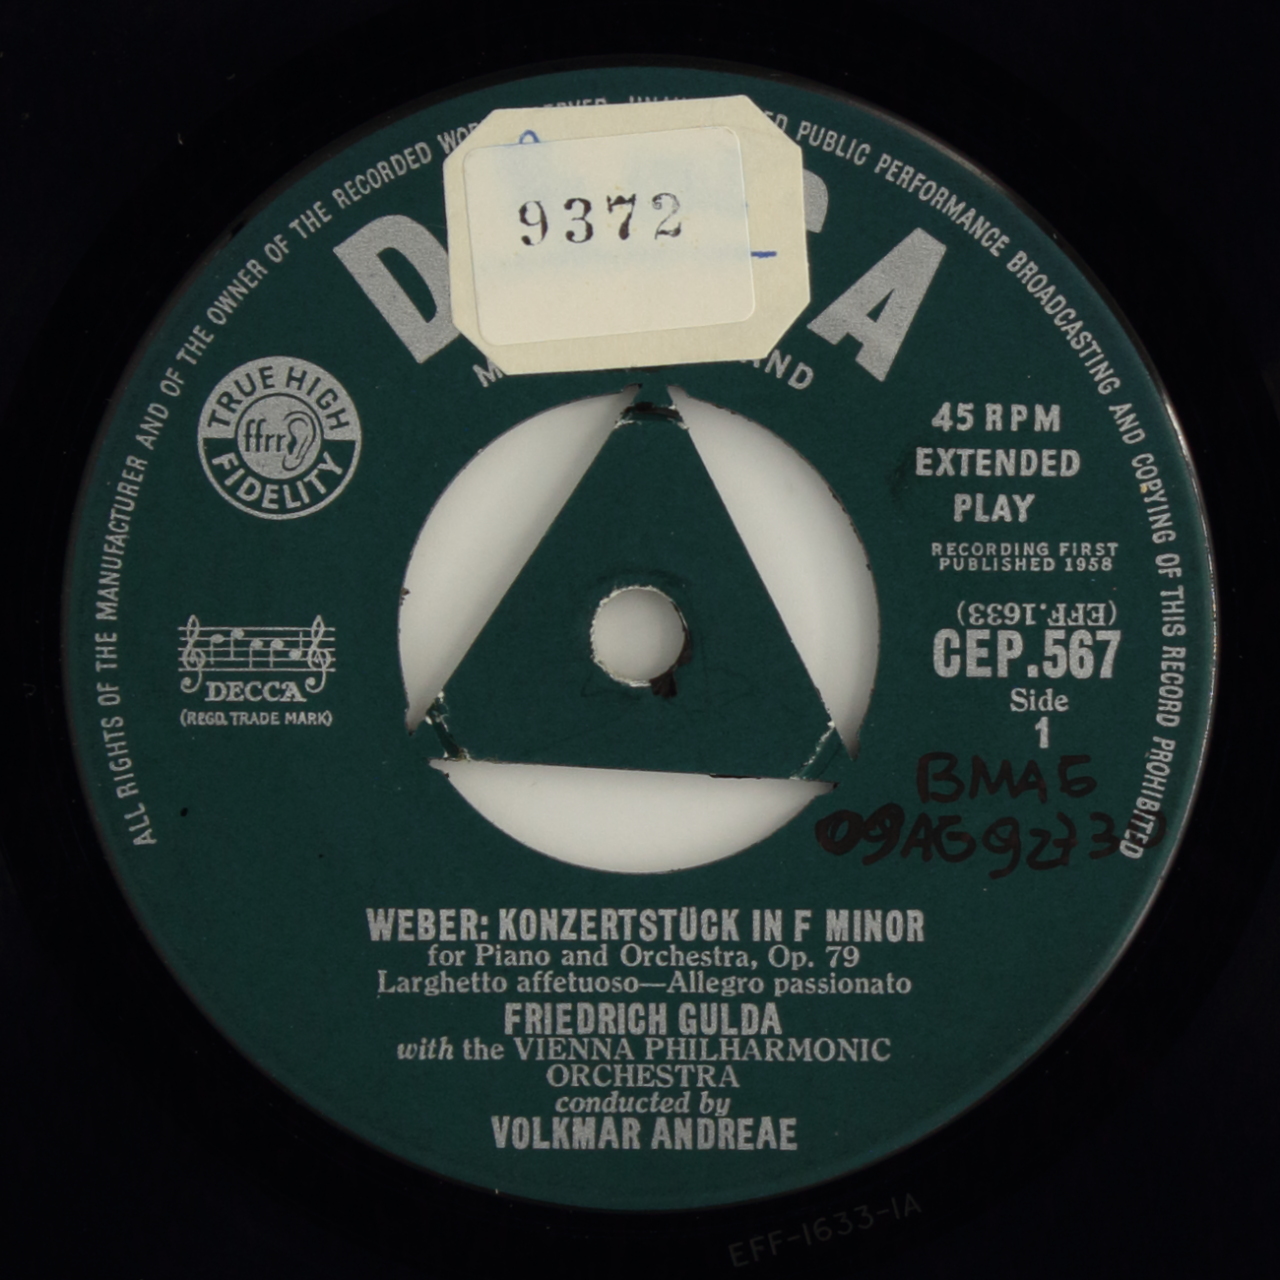 ALL RIGHTS OF THE MANUFACTURER AND OF THE OWNER OF THE RECORDED
PUBLIC PERFORMANCE BROADCASTING AND COPYING OF THIS RECORD PROHIBITED
9372
TRUE HIGH
ffrr
FIDELITY
45 RPM
EXTENDED
PLAY
RECORDING FIRST
PUBLISHED 1958
(EFF.1633)
CEP.567
Side
1
DECCA
(REGD. TRADE MARK)
BMA5
WEBER: KONZERTSTÜCK IN F MINOR
for Piano and Orchestra, Op. 79
Larghetto affetuoso—Allegro passionato
FRIEDRICH GULDA
with the VIENNA PHILHARMONIC
ORCHESTRA
conducted by
VOLKMAR ANDREAE
EFF-1633-1A